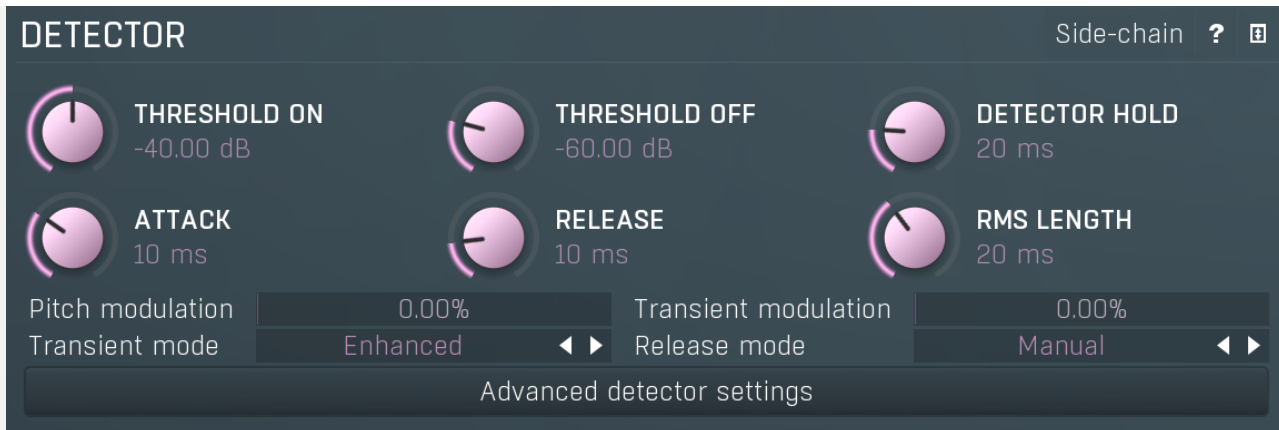 DETECTOR Side-chain ?
THRESHOLD ON THRESHOLD OFF DETECTOR HOLD
-40.00 dB -60.00 dB 20 ms
ATTACK RELEASE RMS LENGTH
10 ms 10 ms 20 ms
Pitch modulation 0.00% Transient modulation 0.00%
Transient mode Enhanced Release mode Manual
Advanced detector settings